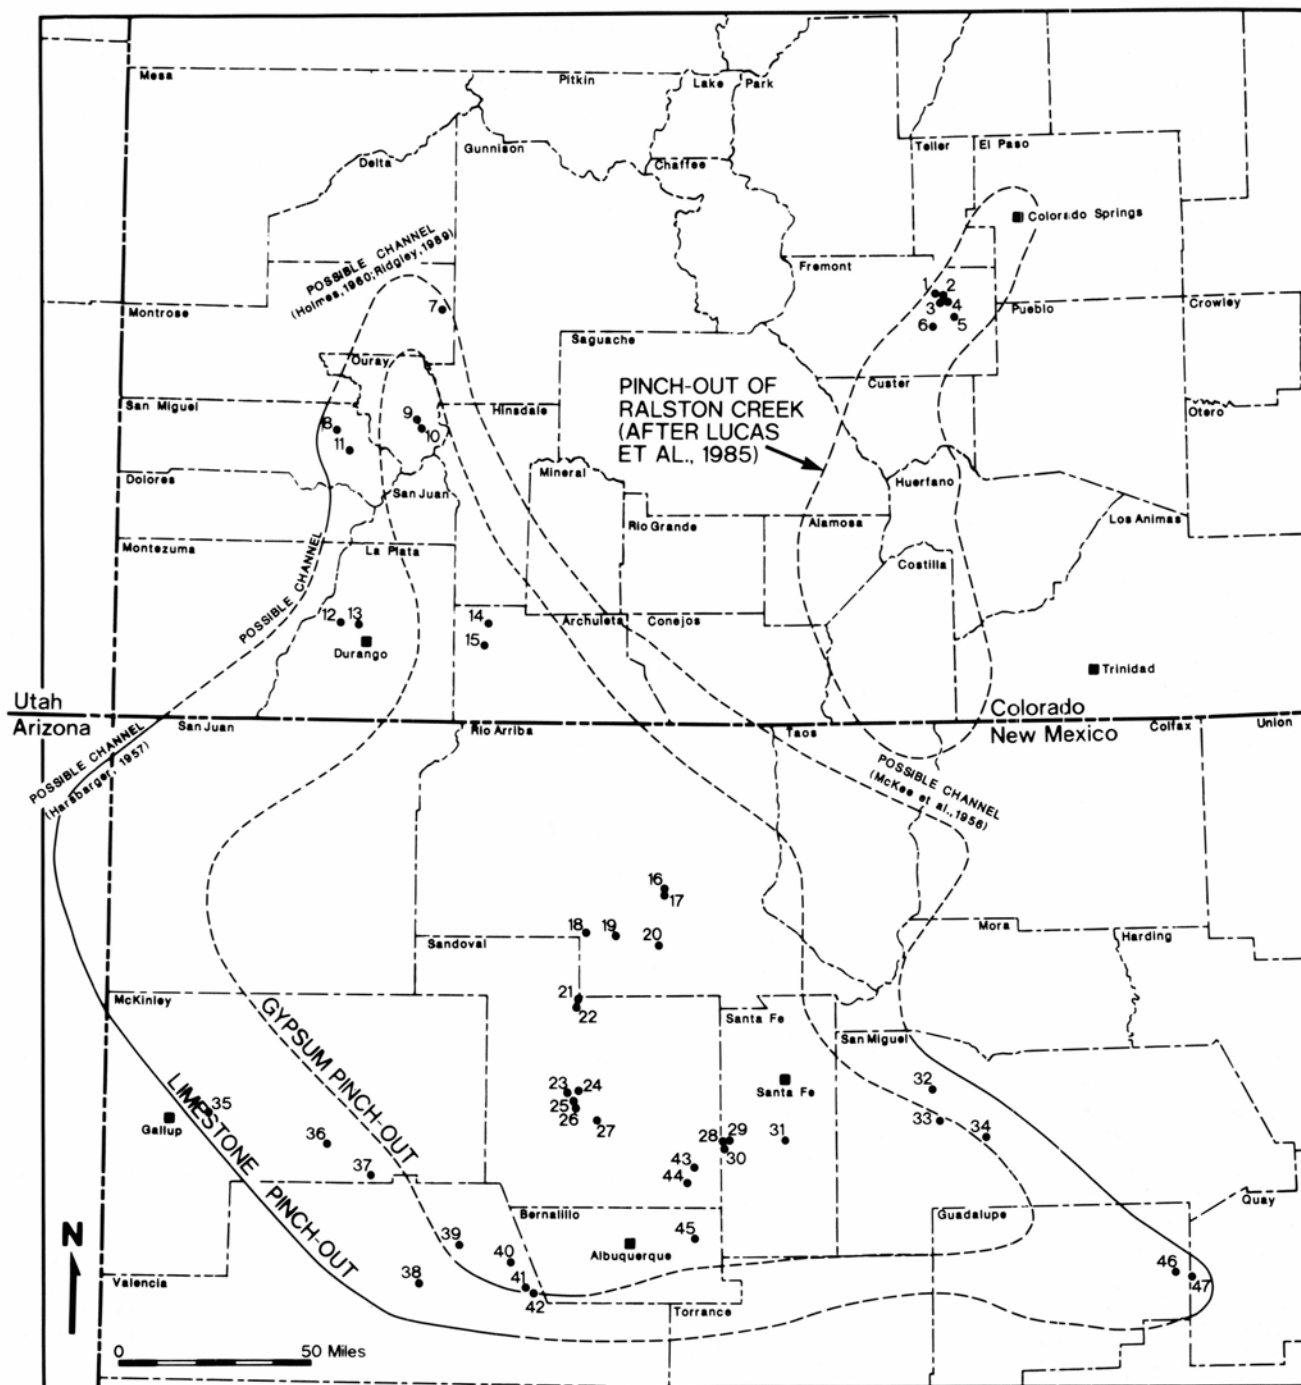 Mesa
Pitkin
Lake
Park
Delta
Gunnison
Chaffee
Teller
El Paso
Colorado Springs
POSSIBLE CHANNEL
(Holmes, 1960; Ridgley, 1989)
Fremont
1
2
3
4
5
6
7
Montrose
Pueblo
Crowley
Saguache
Ouray
Custer
PINCH-OUT OF
RALSTON CREEK
(AFTER LUCAS
ET AL., 1985)
San Miguel
Hinsdale
Otero
8
9
10
11
Dolores
San Juan
Mineral
Huerfano
Montezuma
La Plata
Rio Grande
Alamosa
Los Animas
Costilla
POSSIBLE CHANNEL
12
13
14
15
Archuleta
Conejos
Durango
Trinidad
Utah
Arizona
San Juan
Rio Arriba
Taos
Colorado
New Mexico
Colfax
Union
POSSIBLE CHANNEL
(Harshbarger, 1957)
POSSIBLE CHANNEL
(McKee et al., 1956)
16
17
18
19
20
Sandoval
Mora
Harding
McKinley
21
22
Santa Fe
San Miguel
GYPSUM PINCH-OUT
LIMESTONE PINCH-OUT
23
24
25
26
27
Santa Fe
32
33
34
35
Gallup
36
37
28
29
30
31
43
44
45
Quay
N
Bernalillo
Guadalupe
39
40
Albuquerque
Valencia
38
41
42
46
47
Torrance
0
50 Miles